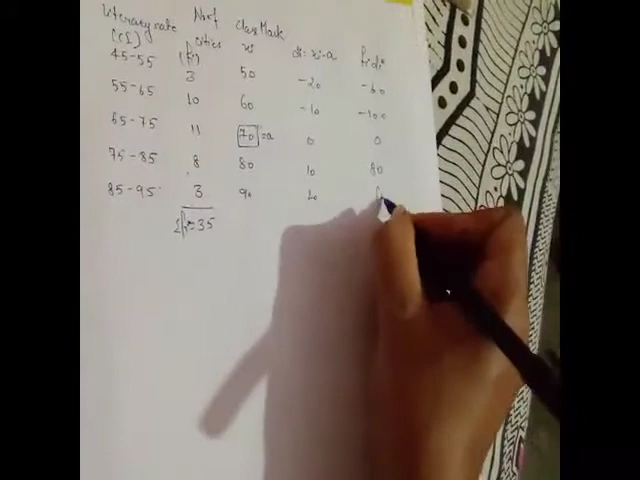 Literacy rate No. of Class Mark
(CI) cities xi di = xi - a fi di
(fi)
45-55 3 50 -20 -60
55-65 10 60 -10 -100
65-75 11 70 = a 0 0
75-85 8 80 10 80
85-95 3 90 20
Σfi = 35